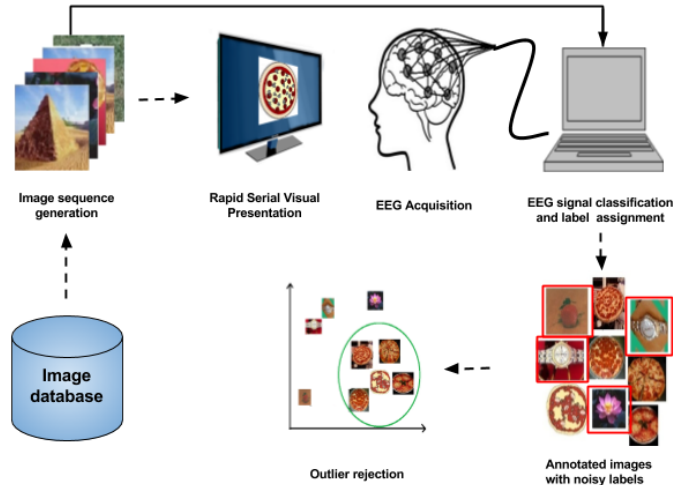 Image sequence
generation
Rapid Serial Visual
Presentation
EEG Acquisition
EEG signal classification
and label assignment
Image
database
Outlier rejection
Annotated images
with noisy labels